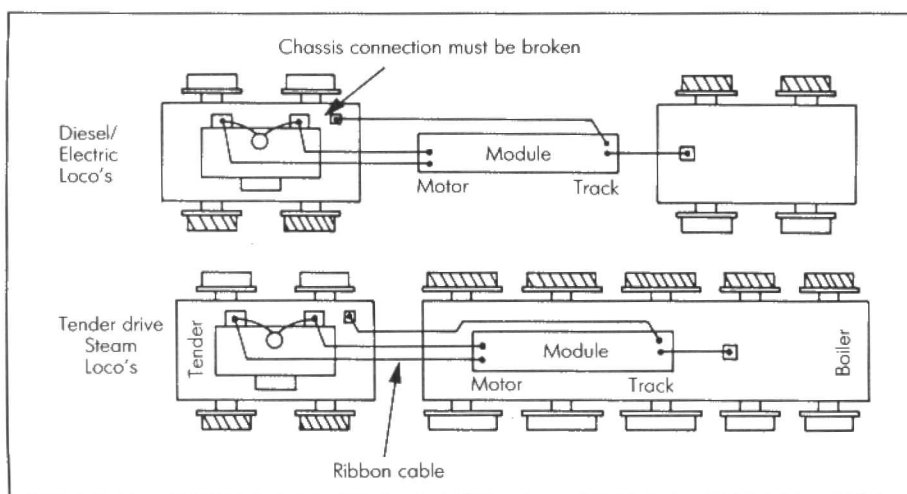 Chassis connection must be broken
Diesel/
Electric
Loco's
Module
Motor
Track
Tender drive
Steam
Loco's
Tender
Module
Motor
Track
Boiler
Ribbon cable